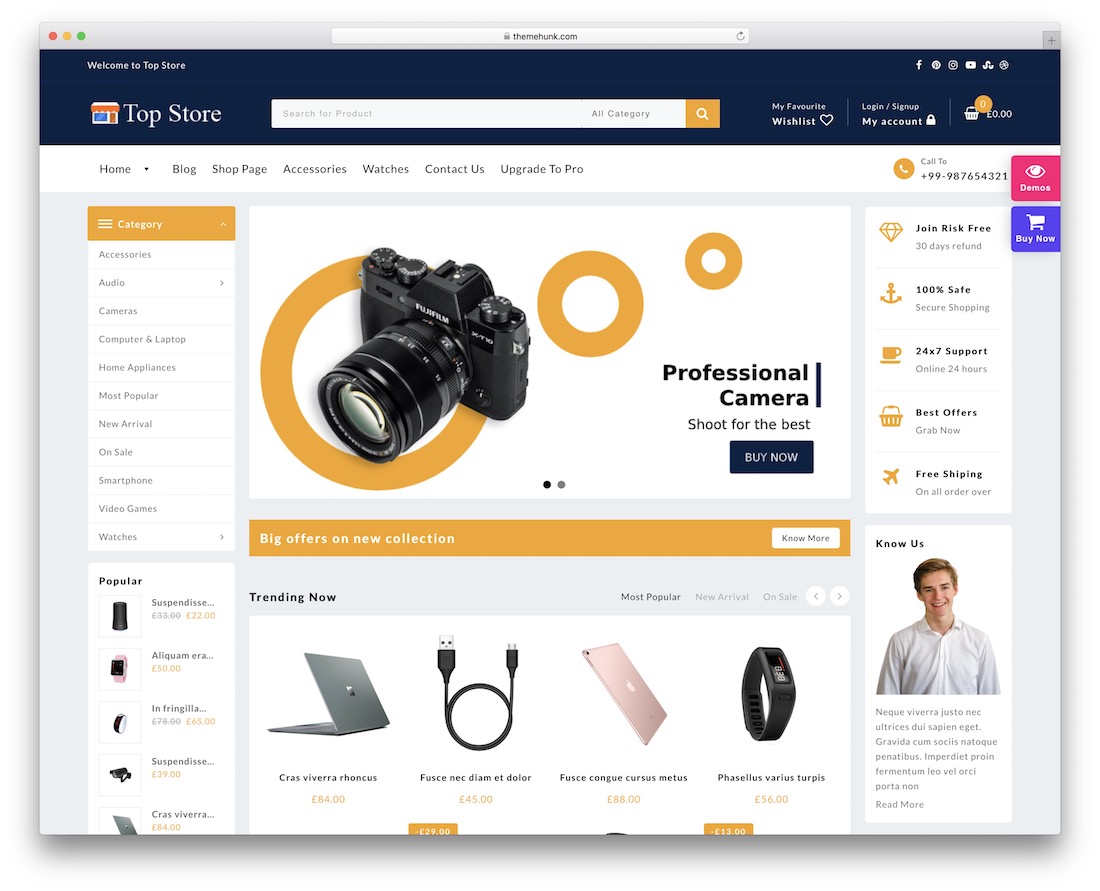 themehunk.com
Welcome to Top Store
Top Store
Search for Product
All Category
My Favourite
Wishlist
Login / Signup
My account
0
£0.00
Home
Blog
Shop Page
Accessories
Watches
Contact Us
Upgrade To Pro
Call To
+99-987654321
Demos
Buy Now
Category
Accessories
Audio
Cameras
Computer & Laptop
Home Appliances
Most Popular
New Arrival
On Sale
Smartphone
Video Games
Watches
Popular
Suspendisse...
£33.00 £22.00
Aliquam era...
£50.00
In fringilla...
£78.00 £65.00
Suspendisse...
£39.00
Cras viverra...
£84.00
FUJIFILM
X-T10
Professional
Camera
Shoot for the best
BUY NOW
Big offers on new collection
Know More
Trending Now
Most Popular
New Arrival
On Sale
Cras viverra rhoncus
£84.00
Fusce nec diam et dolor
£45.00
Fusce congue cursus metus
£88.00
Phasellus varius turpis
£56.00
-£29.00
-£13.00
Join Risk Free
30 days refund
100% Safe
Secure Shopping
24x7 Support
Online 24 hours
Best Offers
Grab Now
Free Shiping
On all order over
Know Us
Neque viverra justo nec
ultrices dui sapien eget.
Gravida cum sociis natoque
penatibus. Imperdiet proin
fermentum leo vel orci
porta non
Read More